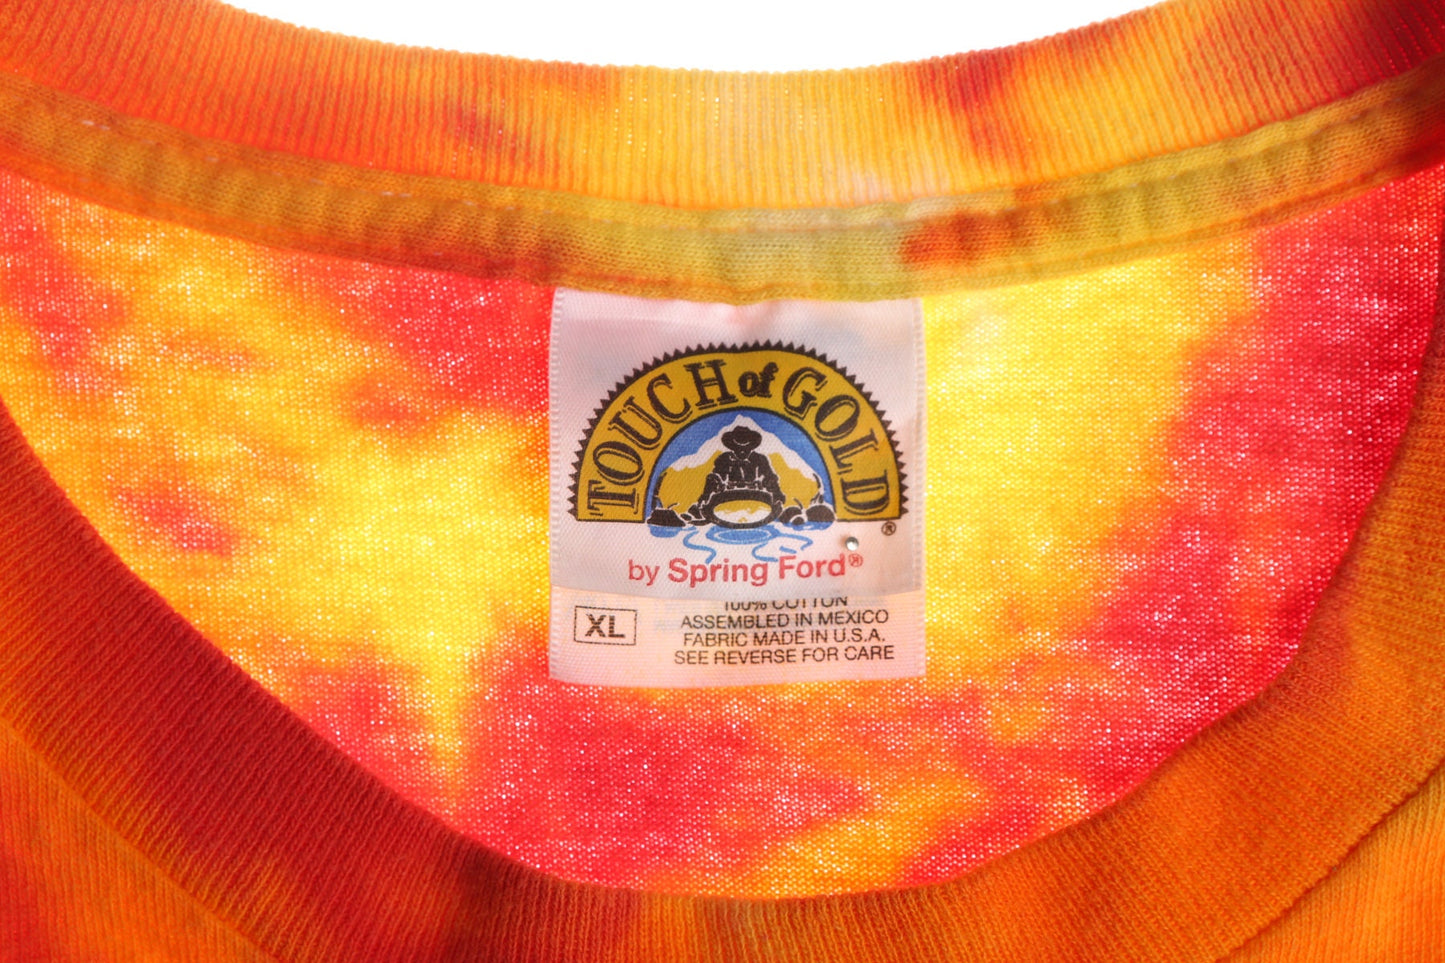 TOUCH of GOLD
®
by Spring Ford®
XL
100% COTTON
ASSEMBLED IN MEXICO
FABRIC MADE IN U.S.A.
SEE REVERSE FOR CARE